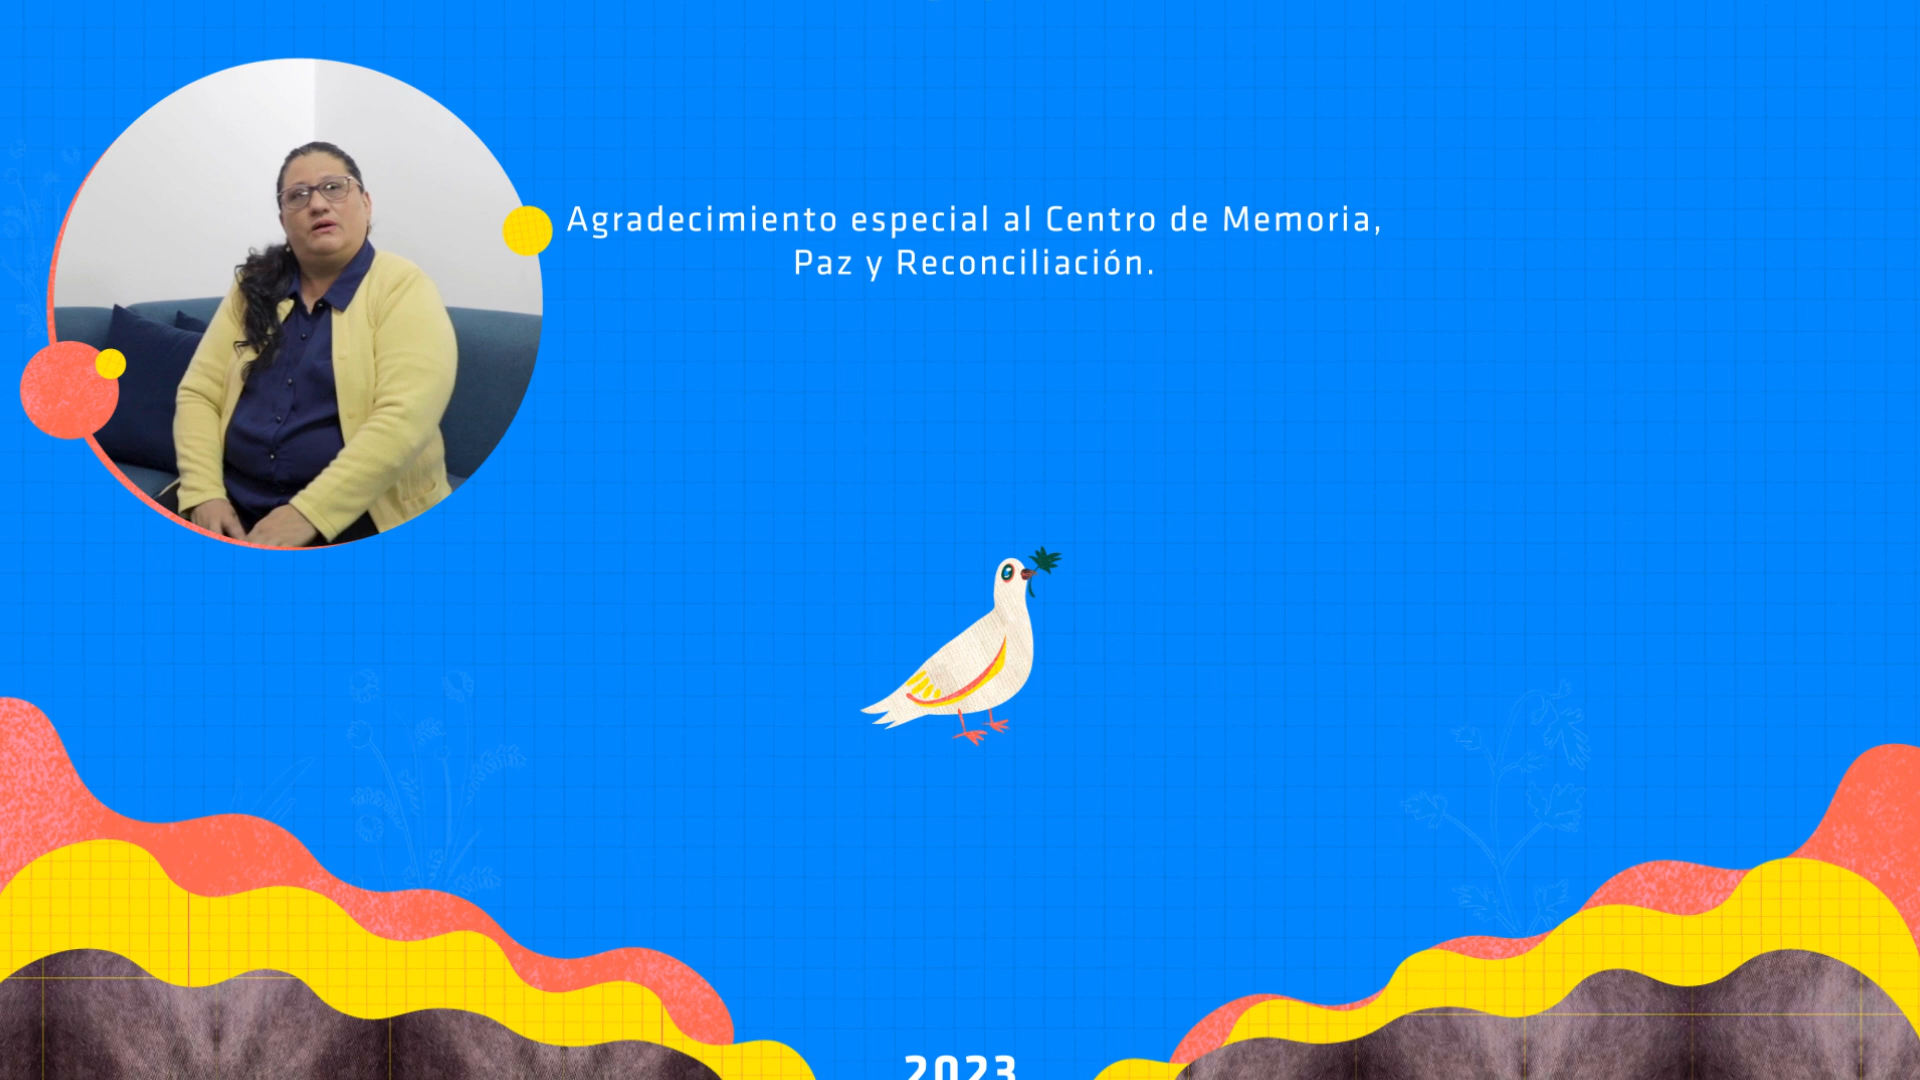 Agradecimiento especial al Centro de Memoria,
Paz y Reconciliación.
2023